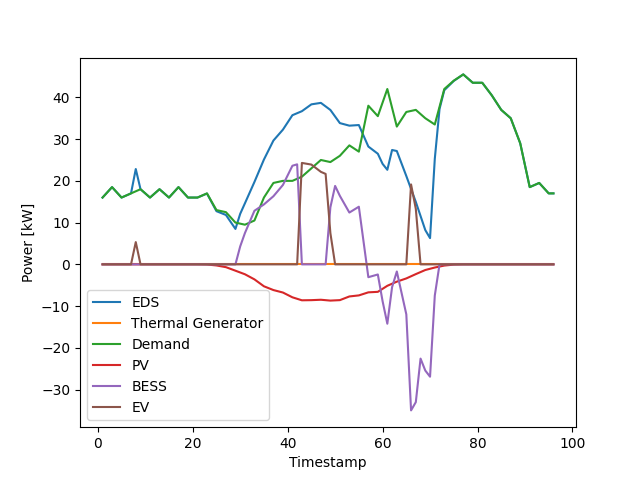 40
30
20
10
0
−10
−20
−30
Power [kW]
EDS
Thermal Generator
Demand
PV
BESS
EV
0 20 40 60 80 100
Timestamp